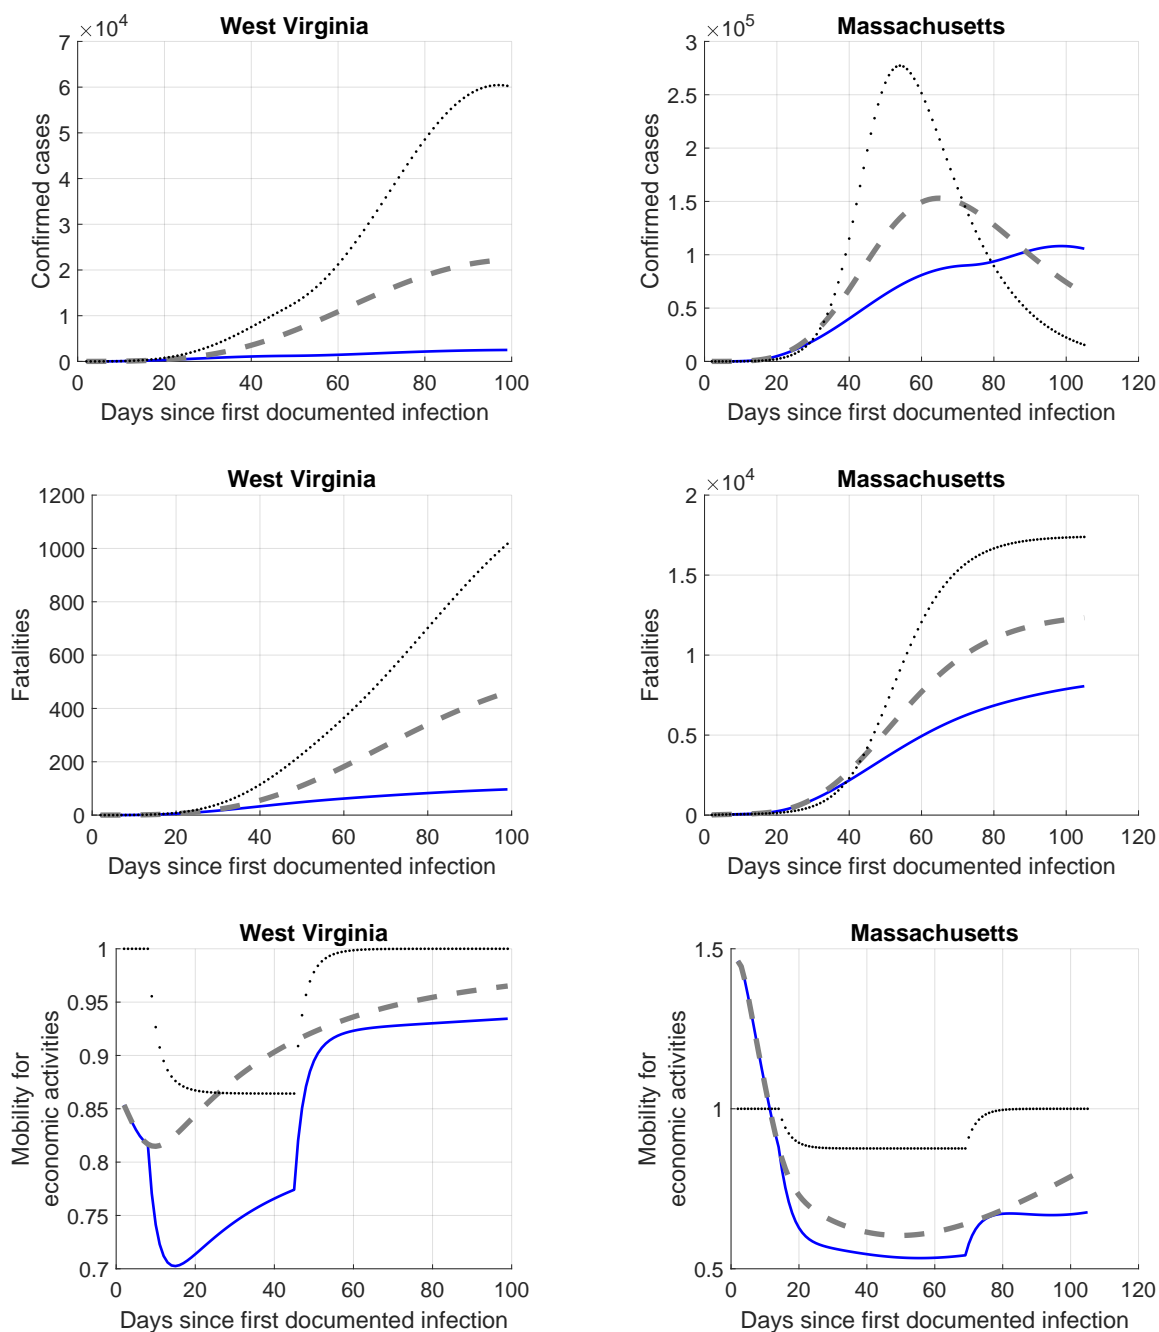 West Virginia
×10^4
7
6
5
4
3
2
1
0
Confirmed cases
0 20 40 60 80 100
Days since first documented infection
Massachusetts
×10^5
3
2.5
2
1.5
1
0.5
0
Confirmed cases
0 20 40 60 80 100 120
Days since first documented infection
West Virginia
1200
1000
800
600
400
200
0
Fatalities
0 20 40 60 80 100
Days since first documented infection
Massachusetts
×10^4
2
1.5
1
0.5
0
Fatalities
0 20 40 60 80 100 120
Days since first documented infection
West Virginia
1
0.95
0.9
0.85
0.8
0.75
0.7
Mobility for
economic activities
0 20 40 60 80 100
Days since first documented infection
Massachusetts
1.5
1
0.5
Mobility for
economic activities
0 20 40 60 80 100 120
Days since first documented infection